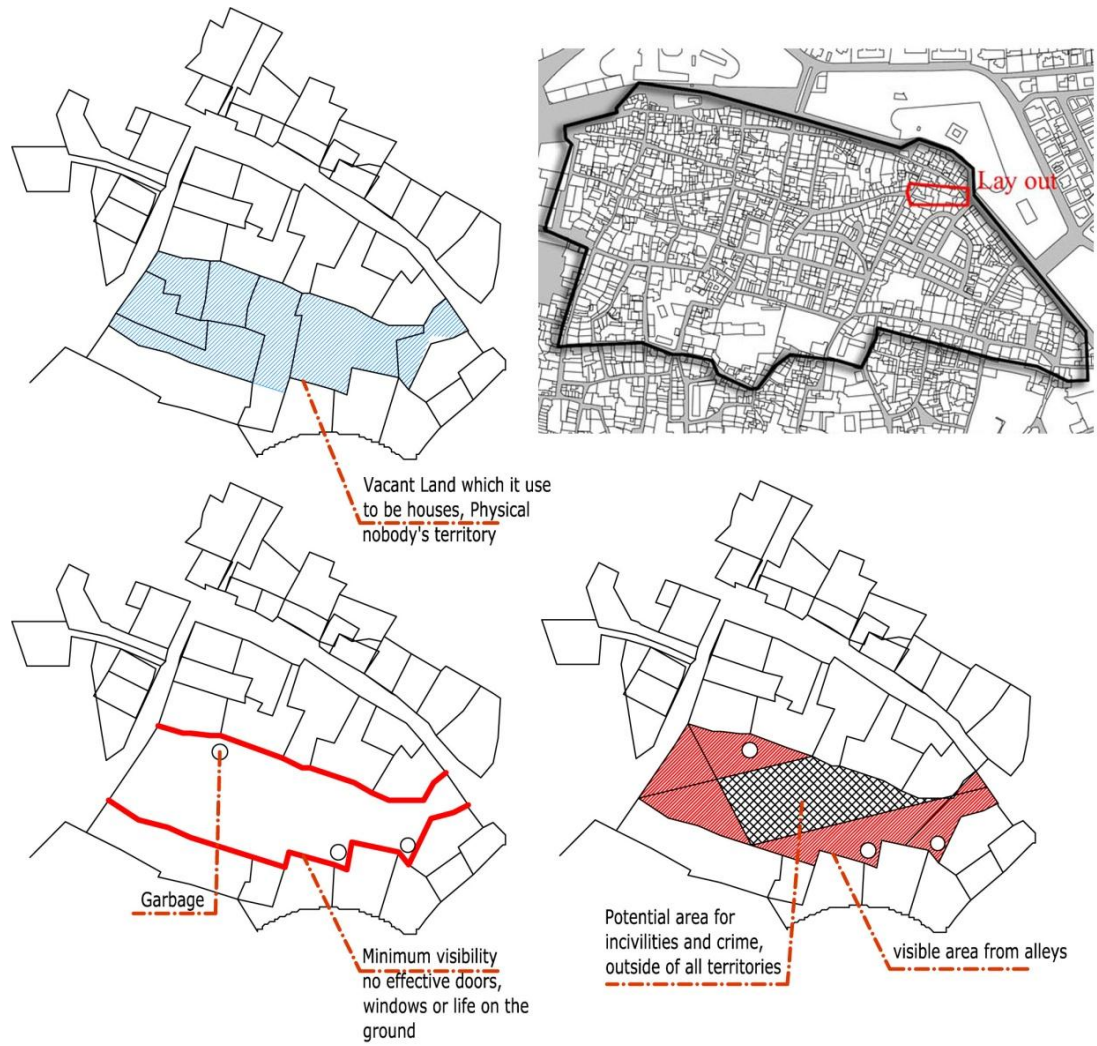 Lay out
Vacant Land which it use
to be houses, Physical
nobody's territory
Garbage
Minimum visibility
no effective doors,
windows or life on the
ground
Potential area for
incivilities and crime,
outside of all territories
visible area from alleys